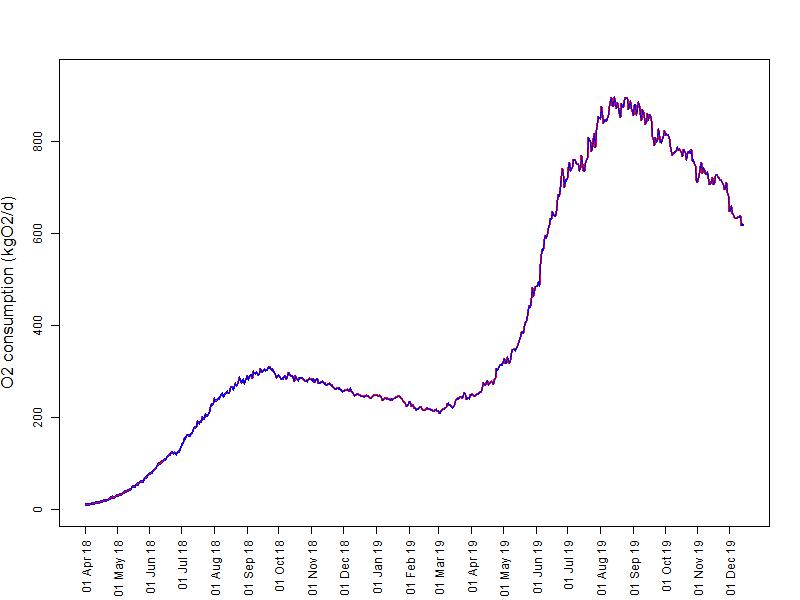 O2 consumption (kgO2/d)
800
600
400
200
0
01 Apr 18
01 May 18
01 Jun 18
01 Jul 18
01 Aug 18
01 Sep 18
01 Oct 18
01 Nov 18
01 Dec 18
01 Jan 19
01 Feb 19
01 Mar 19
01 Apr 19
01 May 19
01 Jun 19
01 Jul 19
01 Aug 19
01 Sep 19
01 Oct 19
01 Nov 19
01 Dec 19